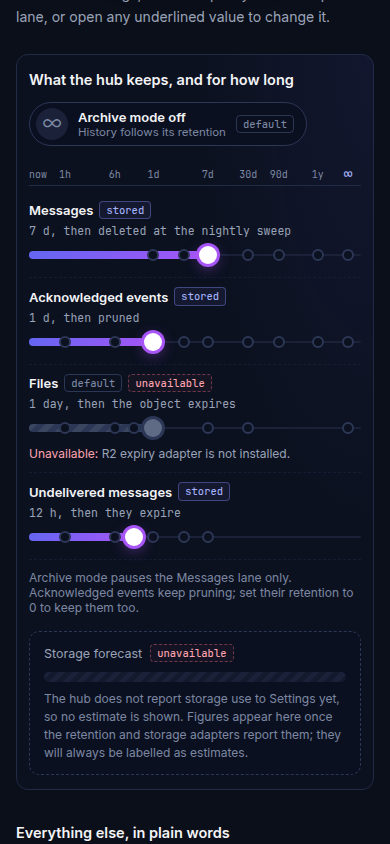 lane, or open any underlined value to change it.
What the hub keeps, and for how long
Archive mode off
History follows its retention
default
now 1h 6h 1d 7d 30d 90d 1y ∞
Messages stored
7 d, then deleted at the nightly sweep
Acknowledged events stored
1 d, then pruned
Files default unavailable
1 day, then the object expires
Unavailable: R2 expiry adapter is not installed.
Undelivered messages stored
12 h, then they expire
Archive mode pauses the Messages lane only.
Acknowledged events keep pruning; set their retention to
0 to keep them too.
Storage forecast unavailable
The hub does not report storage use to Settings yet,
so no estimate is shown. Figures appear here once
the retention and storage adapters report them; they
will always be labelled as estimates.
Everything else, in plain words